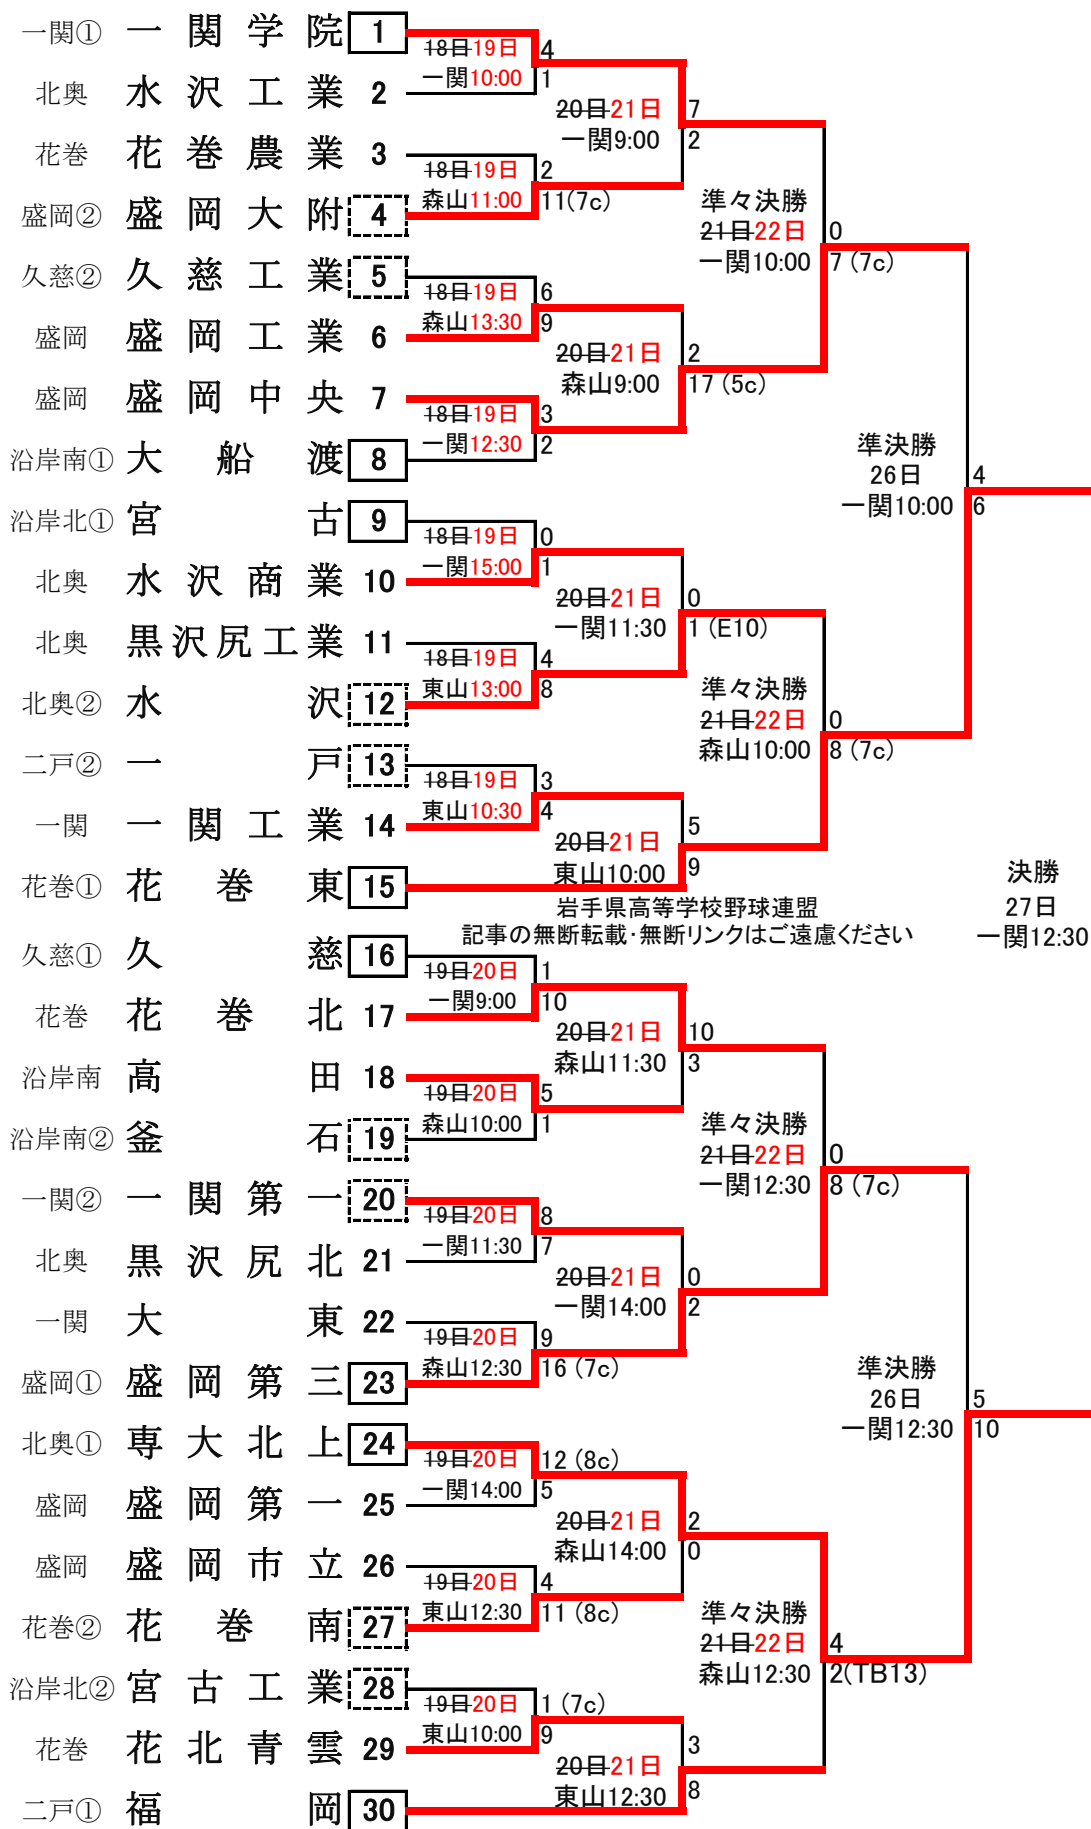 一関① 一関学院 1
18日19日 4
一関10:00 1
北奥 水沢工業 2
20日21日 7
一関9:00 2
花巻 花巻農業 3
18日19日 2
森山11:00 11(7c)
盛岡② 盛岡大附 4
準々決勝
21日22日 0
一関10:00 7 (7c)
久慈② 久慈工業 5
18日19日 6
森山13:30 9
盛岡 盛岡工業 6
20日21日 2
森山9:00 17 (5c)
盛岡 盛岡中央 7
18日19日 3
一関12:30 2
沿岸南① 大船渡 8
準決勝
26日 4
一関10:00 6
沿岸北① 宮古 9
18日19日 0
一関15:00 1
北奥 水沢商業 10
20日21日 0
一関11:30 1 (E10)
北奥 黒沢尻工業 11
18日19日 4
東山13:00 8
北奥② 水沢 12
準々決勝
21日22日 0
森山10:00 8 (7c)
二戸② 一戸 13
18日19日 3
東山10:30 4
一関 一関工業 14
20日21日 5
東山10:00 9
花巻① 花巻東 15
岩手県高等学校野球連盟
記事の無断転載・無断リンクはご遠慮ください
決勝
27日
一関12:30
久慈① 久慈 16
19日20日 1
一関9:00 10
花巻 花巻北 17
20日21日 10
森山11:30 3
沿岸南 高田 18
19日20日 5
森山10:00 1
沿岸南② 釜石 19
準々決勝
21日22日 0
一関12:30 8 (7c)
一関② 一関第一 20
19日20日 8
一関11:30 7
北奥 黒沢尻北 21
20日21日 0
一関14:00 2
一関 大東 22
19日20日 9
森山12:30 16 (7c)
盛岡① 盛岡第三 23
準決勝
26日 5
一関12:30 10
北奥① 専大北上 24
19日20日 12 (8c)
一関14:00 5
盛岡 盛岡第一 25
20日21日 2
森山14:00 0
盛岡 盛岡市立 26
19日20日 4
東山12:30 11 (8c)
花巻② 花巻南 27
準々決勝
21日22日 4
森山12:30 2(TB13)
沿岸北② 宮古工業 28
19日20日 1 (7c)
東山10:00 9
花巻 花北青雲 29
20日21日 3
東山12:30 8
二戸① 福岡 30